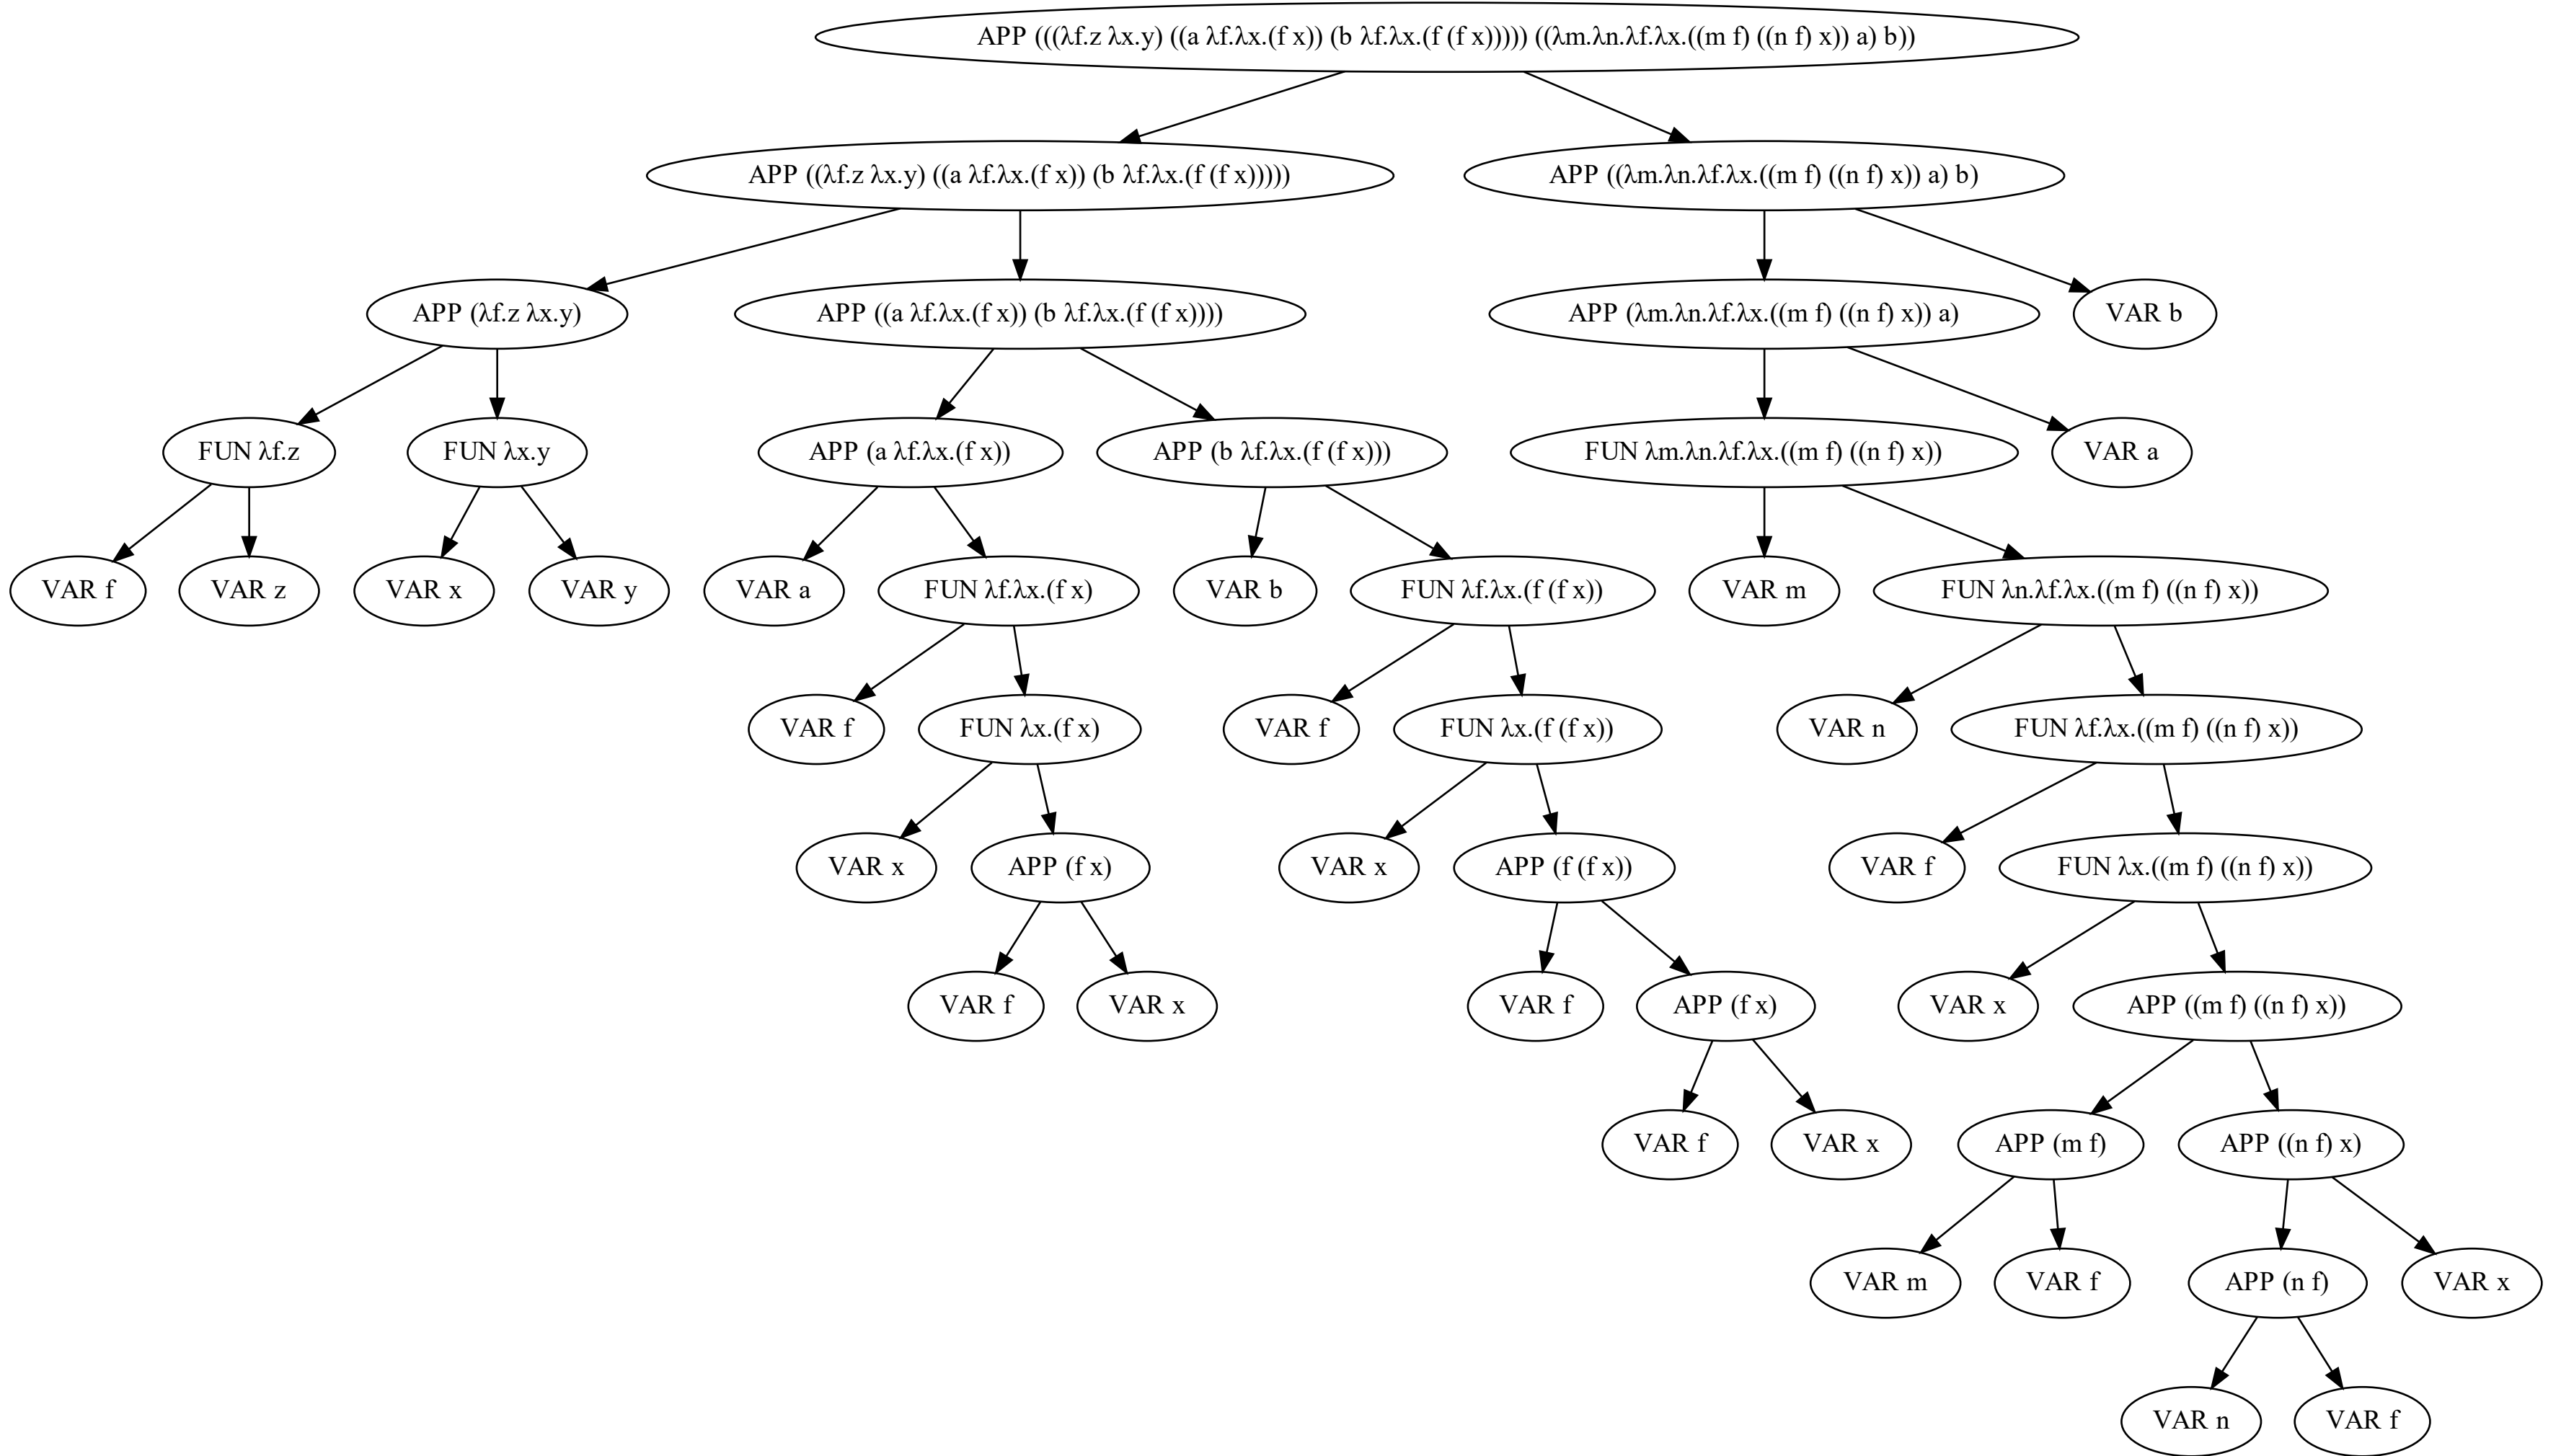 APP (((λf.z λx.y) ((a λf.λx.(f x)) (b λf.λx.(f (f x))))) ((λm.λn.λf.λx.((m f) ((n f) x)) a) b))
APP ((λf.z λx.y) ((a λf.λx.(f x)) (b λf.λx.(f (f x)))))
APP ((λm.λn.λf.λx.((m f) ((n f) x)) a) b)
APP (λf.z λx.y)
APP ((a λf.λx.(f x)) (b λf.λx.(f (f x))))
APP (λm.λn.λf.λx.((m f) ((n f) x)) a)
VAR b
FUN λf.z
FUN λx.y
APP (a λf.λx.(f x))
APP (b λf.λx.(f (f x)))
FUN λm.λn.λf.λx.((m f) ((n f) x))
VAR a
VAR f
VAR z
VAR x
VAR y
VAR a
FUN λf.λx.(f x)
VAR b
FUN λf.λx.(f (f x))
VAR m
FUN λn.λf.λx.((m f) ((n f) x))
VAR f
FUN λx.(f x)
VAR f
FUN λx.(f (f x))
VAR n
FUN λf.λx.((m f) ((n f) x))
VAR x
APP (f x)
VAR x
APP (f (f x))
VAR f
FUN λx.((m f) ((n f) x))
VAR f
VAR x
VAR f
APP (f x)
VAR x
APP ((m f) ((n f) x))
VAR f
VAR x
APP (m f)
APP ((n f) x)
VAR m
VAR f
APP (n f)
VAR x
VAR n
VAR f